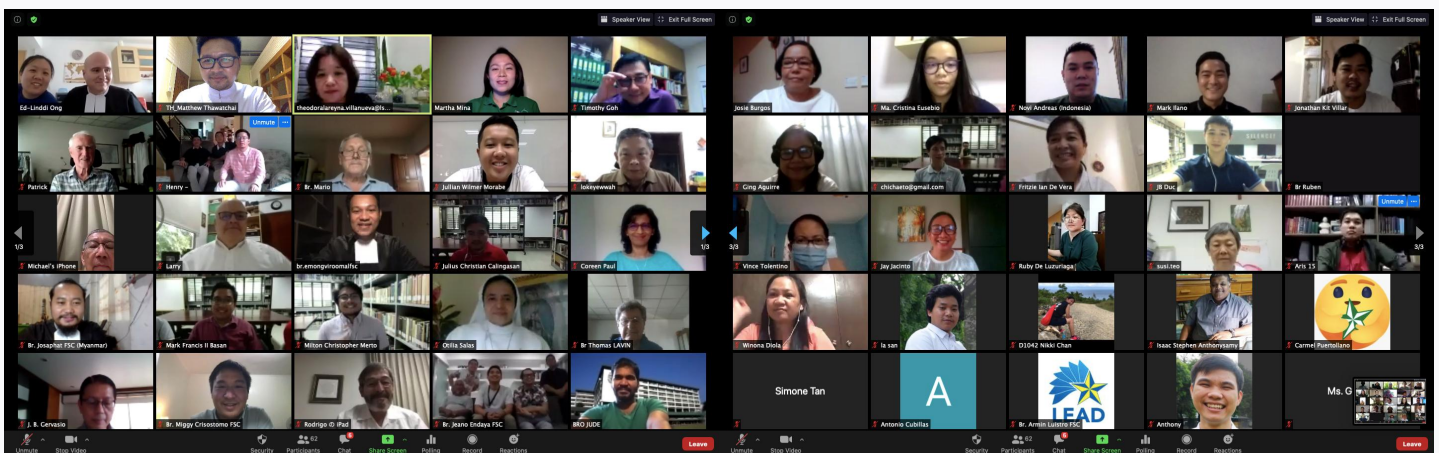 Speaker View
Exit Full Screen
Speaker View
Exit Full Screen
Ed-Linddi Ong
TH_Matthew Thawatchai
theodoralareyna.villanueva@ls...
Martha Mina
Timothy Goh
Josie Burgos
Ma. Cristina Eusebio
Novi Andreas (Indonesia)
Mark Ilano
Jonathan Kit Villar
Unmute
Patrick
Henry ~
Br. Mario
Jullian Wilmer Morabe
lokeyewwah
Ging Aguirre
chichaeto@gmail.com
Fritzie Ian De Vera
JB Duc
Br Ruben
Unmute
1/3
1/3
3/3
3/3
Michael's iPhone
Larry
br.emongviroomalfsc
Julius Christian Calingasan
Coreen Paul
Vince Tolentino
Jay Jacinto
Ruby De Luzuriaga
susi.teo
Aris 15
Br. Josaphat FSC (Myanmar)
Mark Francis II Basan
Milton Christopher Merto
Otilia Salas
Br Thomas LAVIN
Winona Diola
la san
D1042 Nikki Chan
Isaac Stephen Anthonysamy
Carmel Puertollano
Simone Tan
A
LEAD
Ms. G
J. B. Gervasio
Br. Miggy Crisostomo FSC
Rodrigo © iPad
Br. Jeano Endaya FSC
BRO JUDE
Antonio Cubillas
Br. Armin Luistro FSC
Anthony
Unmute
Stop Video
Security
62
Participants
Chat
Share Screen
Polling
Record
Reactions
Leave
Unmute
Stop Video
Security
62
Participants
Chat
Share Screen
Polling
Record
Reactions
Leave